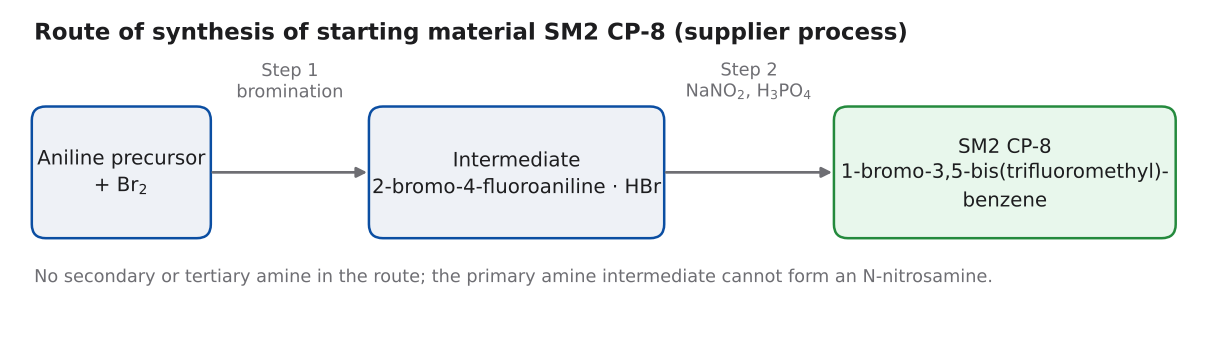 Route of synthesis of starting material SM2 CP-8 (supplier process)
Step 1
bromination
Step 2
NaNO₂, H₃PO₄
Aniline precursor
+ Br₂
Intermediate
2-bromo-4-fluoroaniline · HBr
SM2 CP-8
1-bromo-3,5-bis(trifluoromethyl)-
benzene
No secondary or tertiary amine in the route; the primary amine intermediate cannot form an N-nitrosamine.